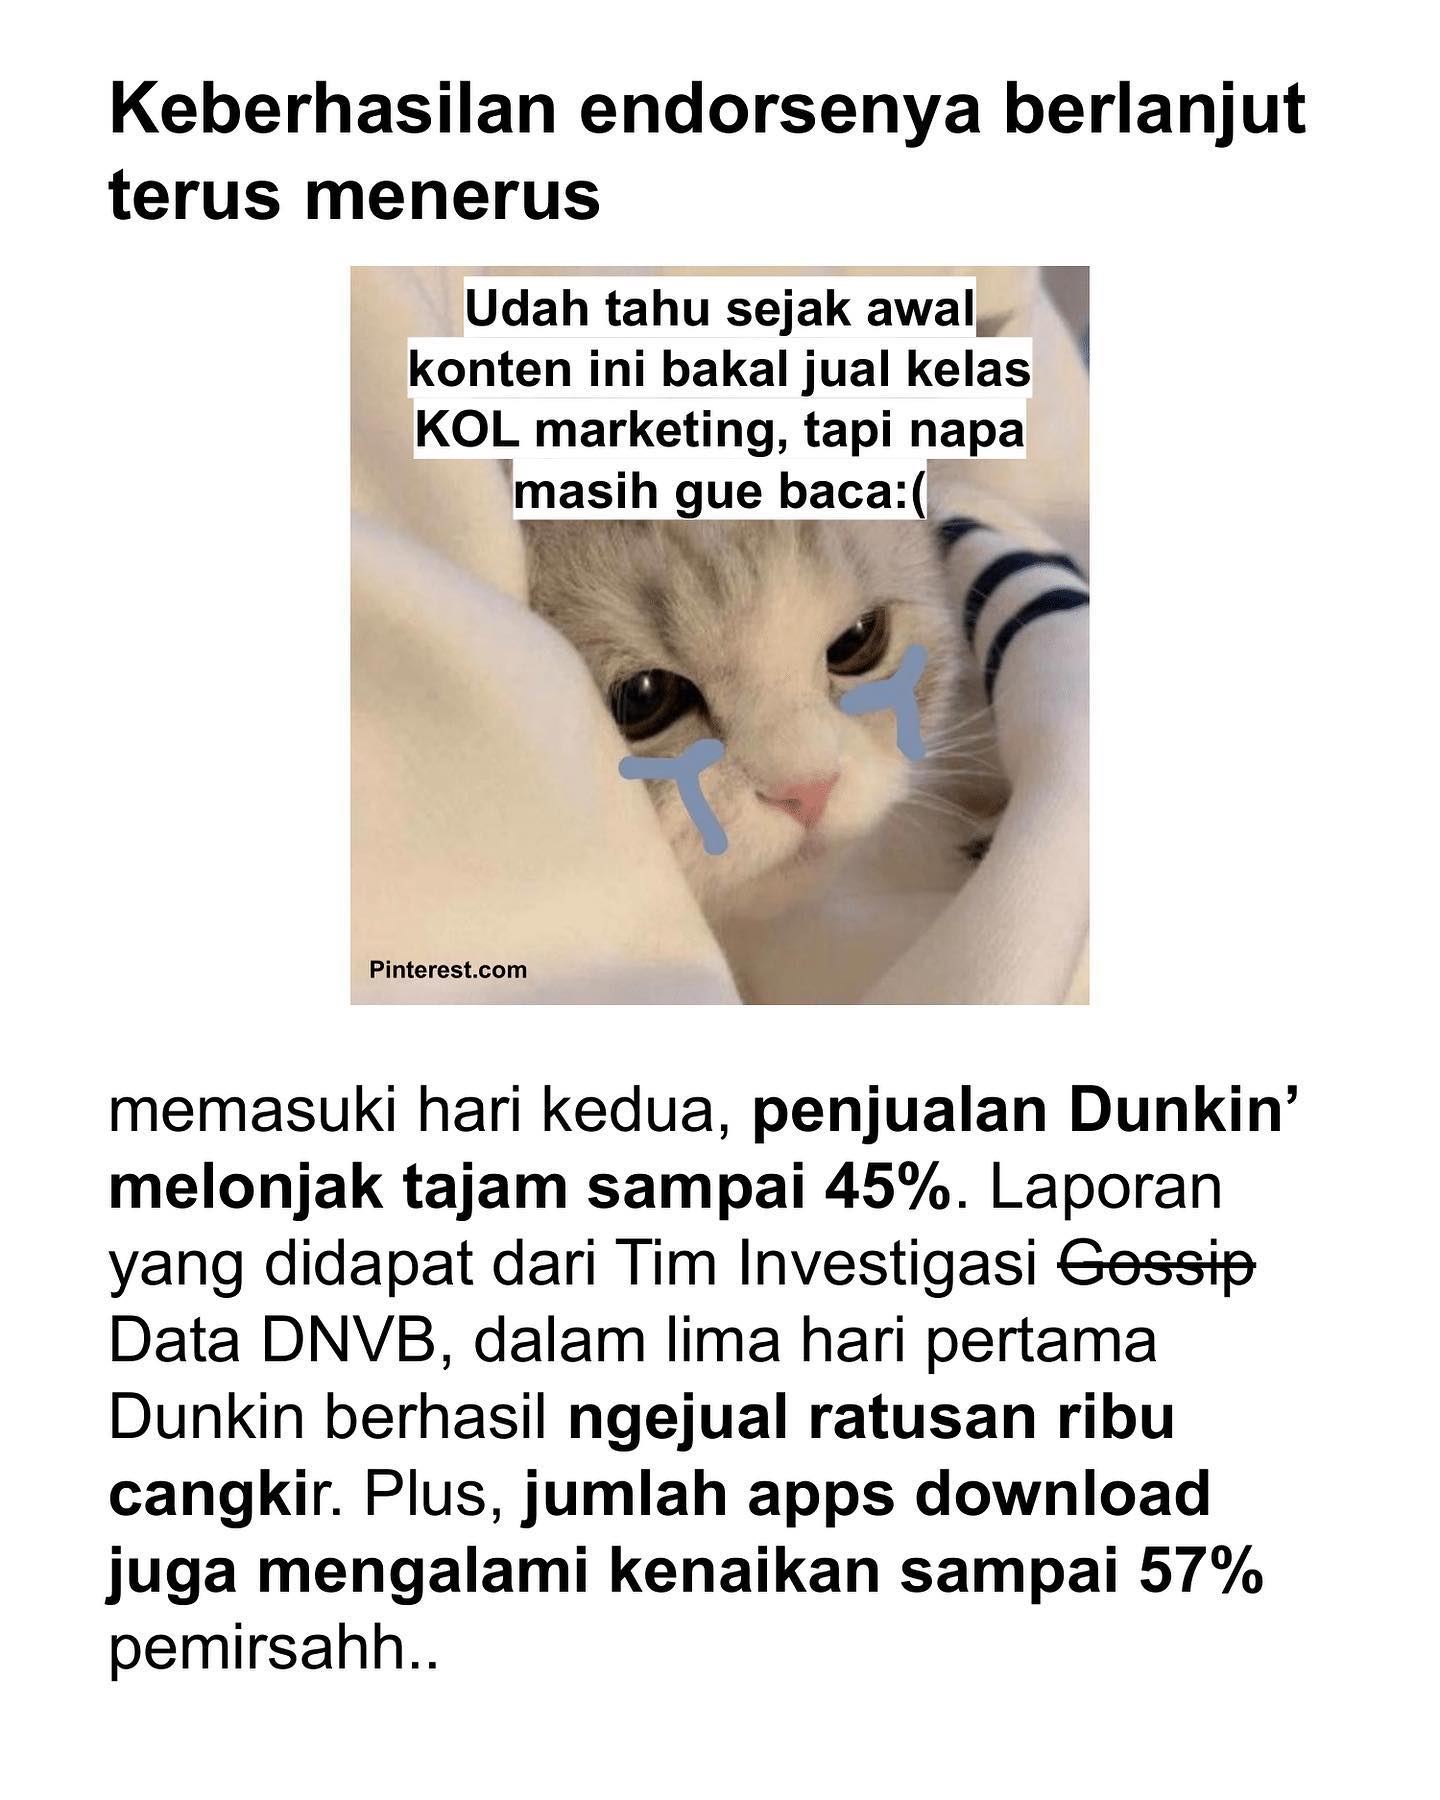 Keberhasilan endorsenya berlanjut
terus menerus
Udah tahu sejak awal
konten ini bakal jual kelas
KOL marketing, tapi napa
masih gue baca:(
Pinterest.com
memasuki hari kedua, penjualan Dunkin’
melonjak tajam sampai 45%. Laporan
yang didapat dari Tim Investigasi Gossip
Data DNVB, dalam lima hari pertama
Dunkin berhasil ngejual ratusan ribu
cangkir. Plus, jumlah apps download
juga mengalami kenaikan sampai 57%
pemirsahh..